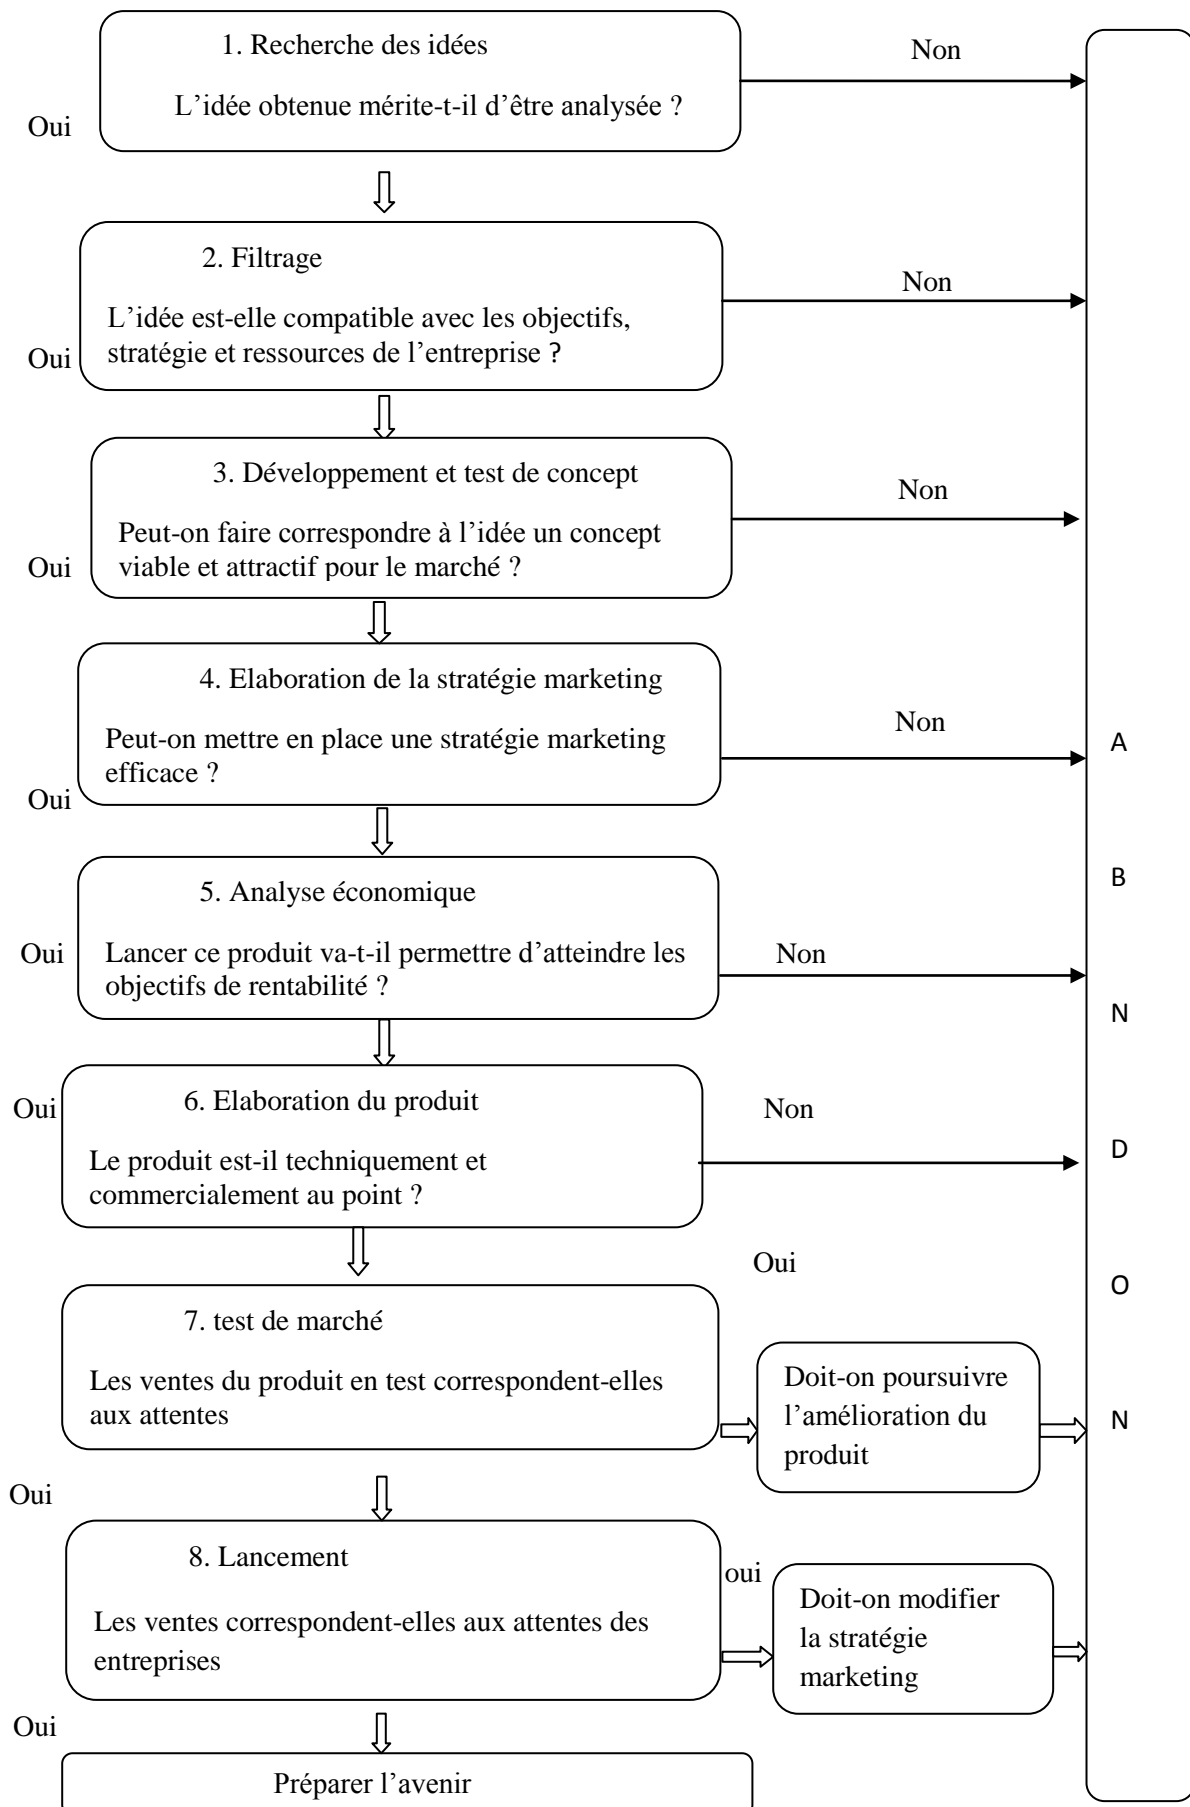 1. Recherche des idées
Non
L’idée obtenue mérite-t-il d’être analysée ?
Oui
2. Filtrage
Non
L’idée est-elle compatible avec les objectifs,
stratégie et ressources de l’entreprise ?
Oui
3. Développement et test de concept
Non
Peut-on faire correspondre à l’idée un concept
viable et attractif pour le marché ?
Oui
4. Elaboration de la stratégie marketing
Non
Peut-on mettre en place une stratégie marketing
efficace ?
Oui
5. Analyse économique
Oui
Lancer ce produit va-t-il permettre d’atteindre les
objectifs de rentabilité ?
Non
6. Elaboration du produit
Oui
Non
Le produit est-il techniquement et
commercialement au point ?
Oui
7. test de marché
Les ventes du produit en test correspondent-elles
aux attentes
Doit-on poursuivre
l’amélioration du
produit
Oui
8. Lancement
oui
Les ventes correspondent-elles aux attentes des
entreprises
Doit-on modifier
la stratégie
marketing
Oui
Préparer l’avenir
A
B
N
D
O
N